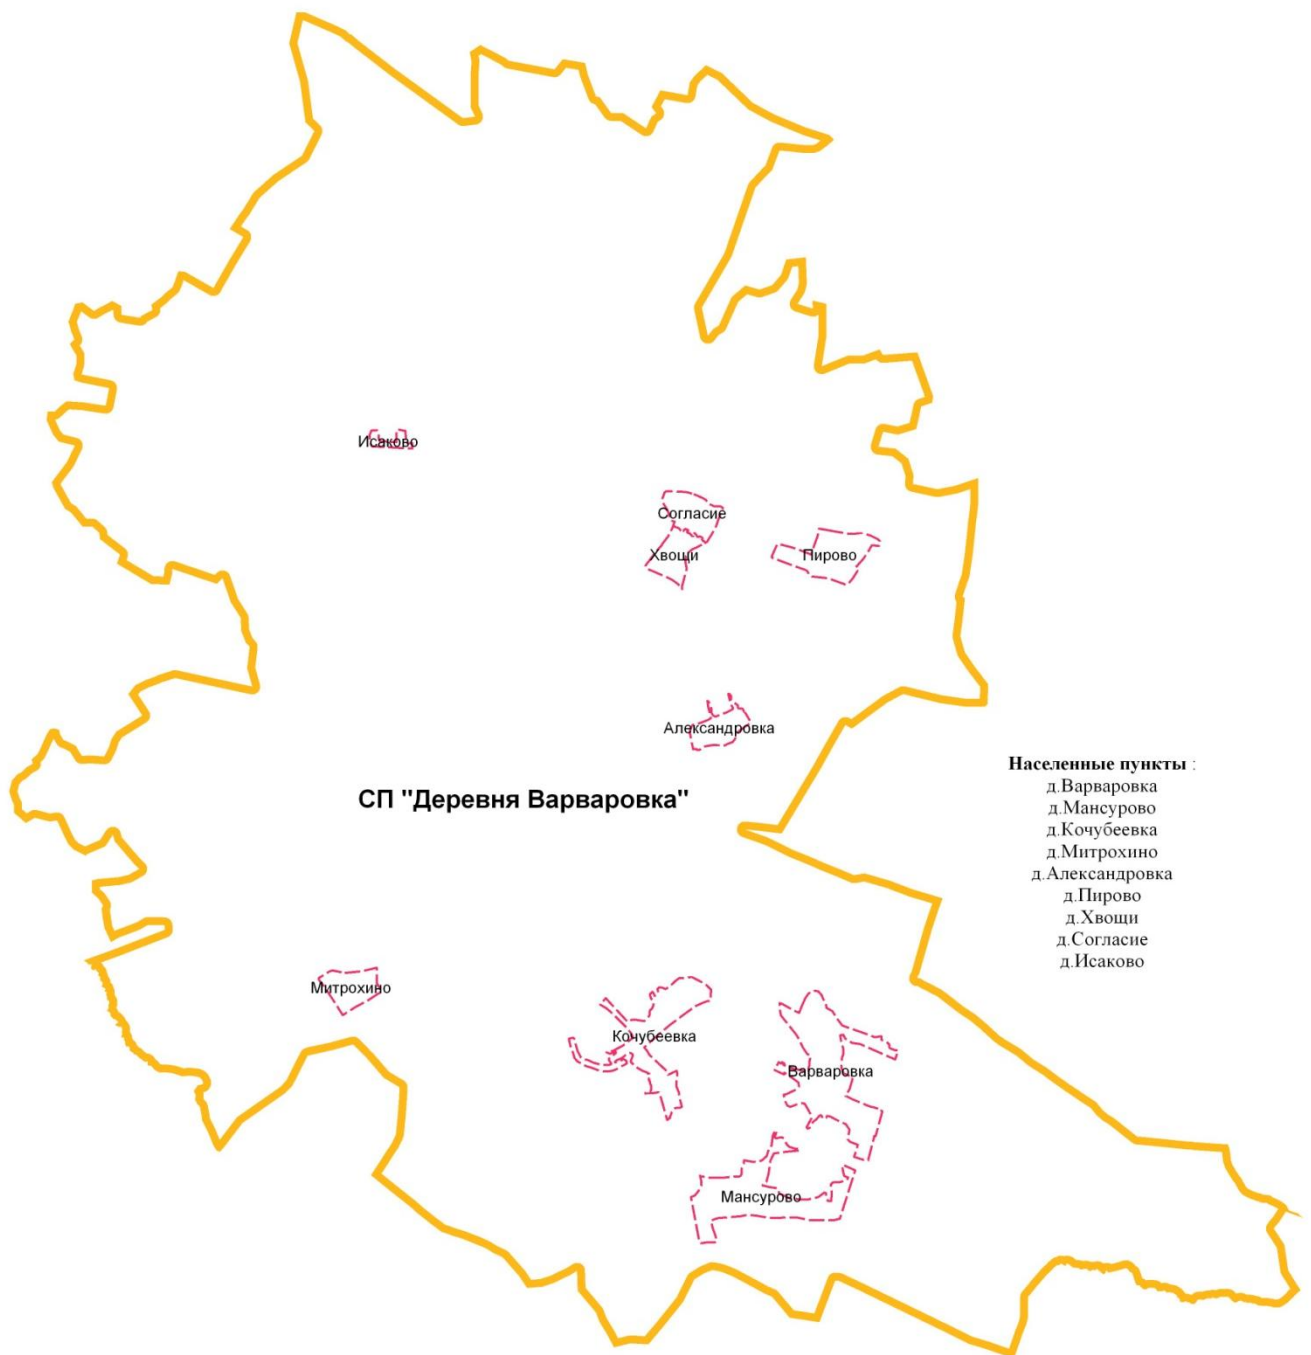 Исаково
Согласие
Хвощи
Пирово
Александровка
СП "Деревня Варваровка"
Населенные пункты :
д.Варваровка
д.Мансурово
д.Кочубеевка
д.Митрохино
д.Александровка
д.Пирово
д.Хвощи
д.Согласие
д.Исаково
Митрохино
Кочубеевка
Варваровка
Мансурово